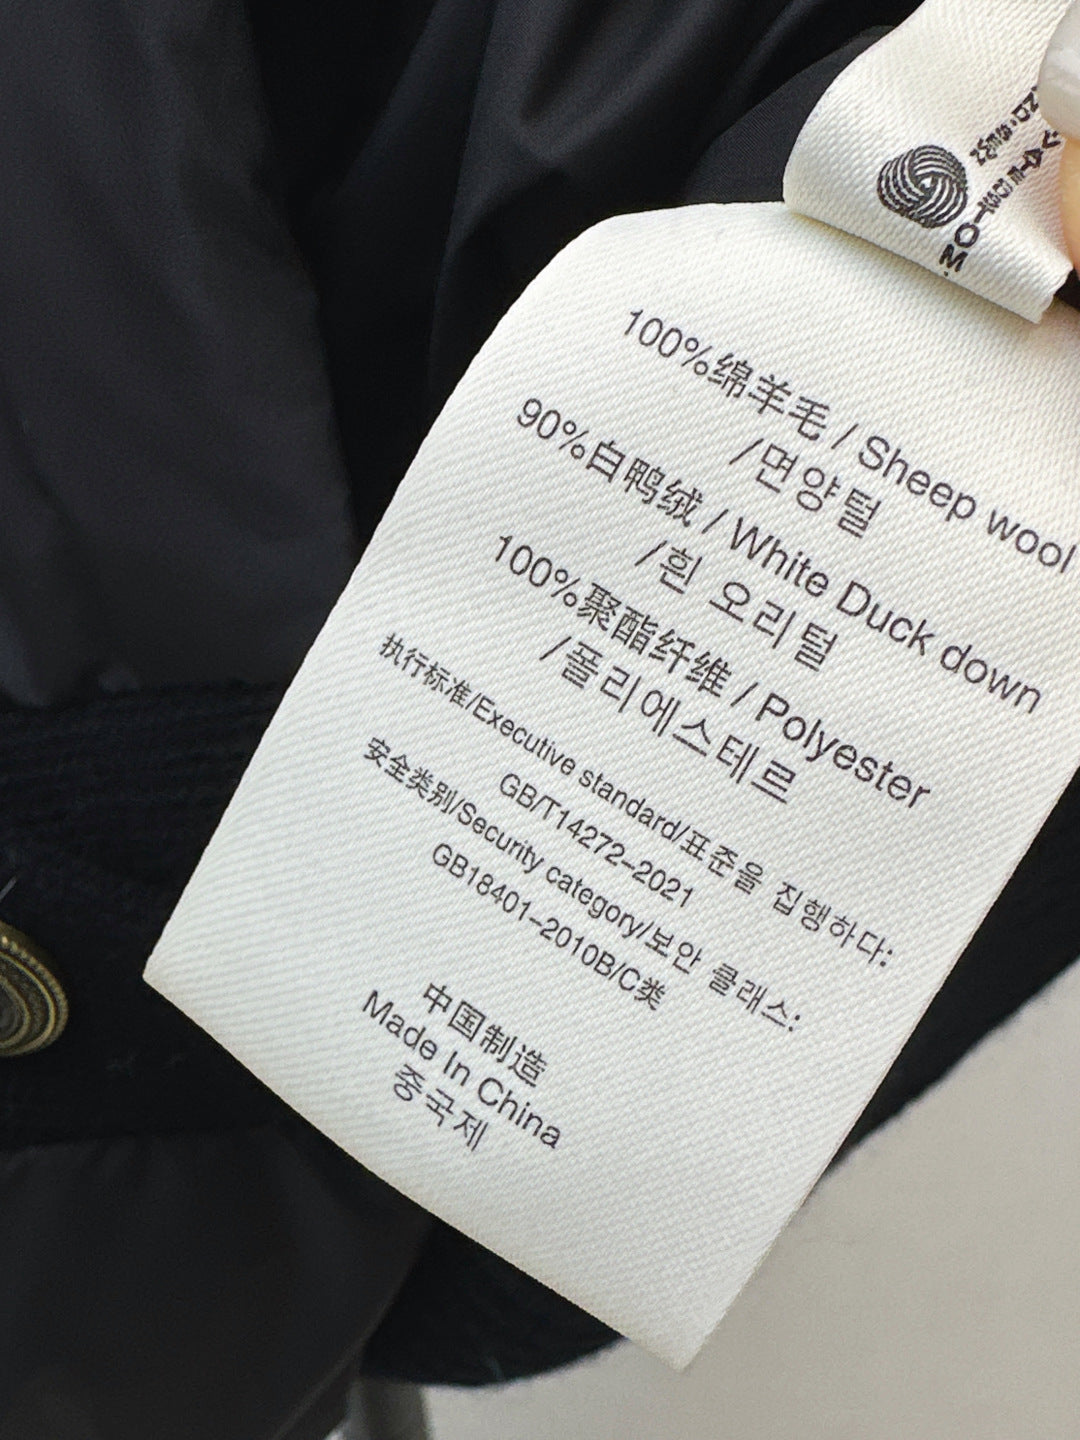 100%绵羊毛 / Sheep wool
/면양털
90%白鸭绒 / White Duck down
/흰 오리털
100%聚酯纤维 / Polyester
/폴리에스테르
执行标准/Executive standard/표준을 집행하다:
GB/T14272-2021
安全类别/Security category/보안 클래스:
GB18401-2010B/C类
中国制造
Made In China
중국제